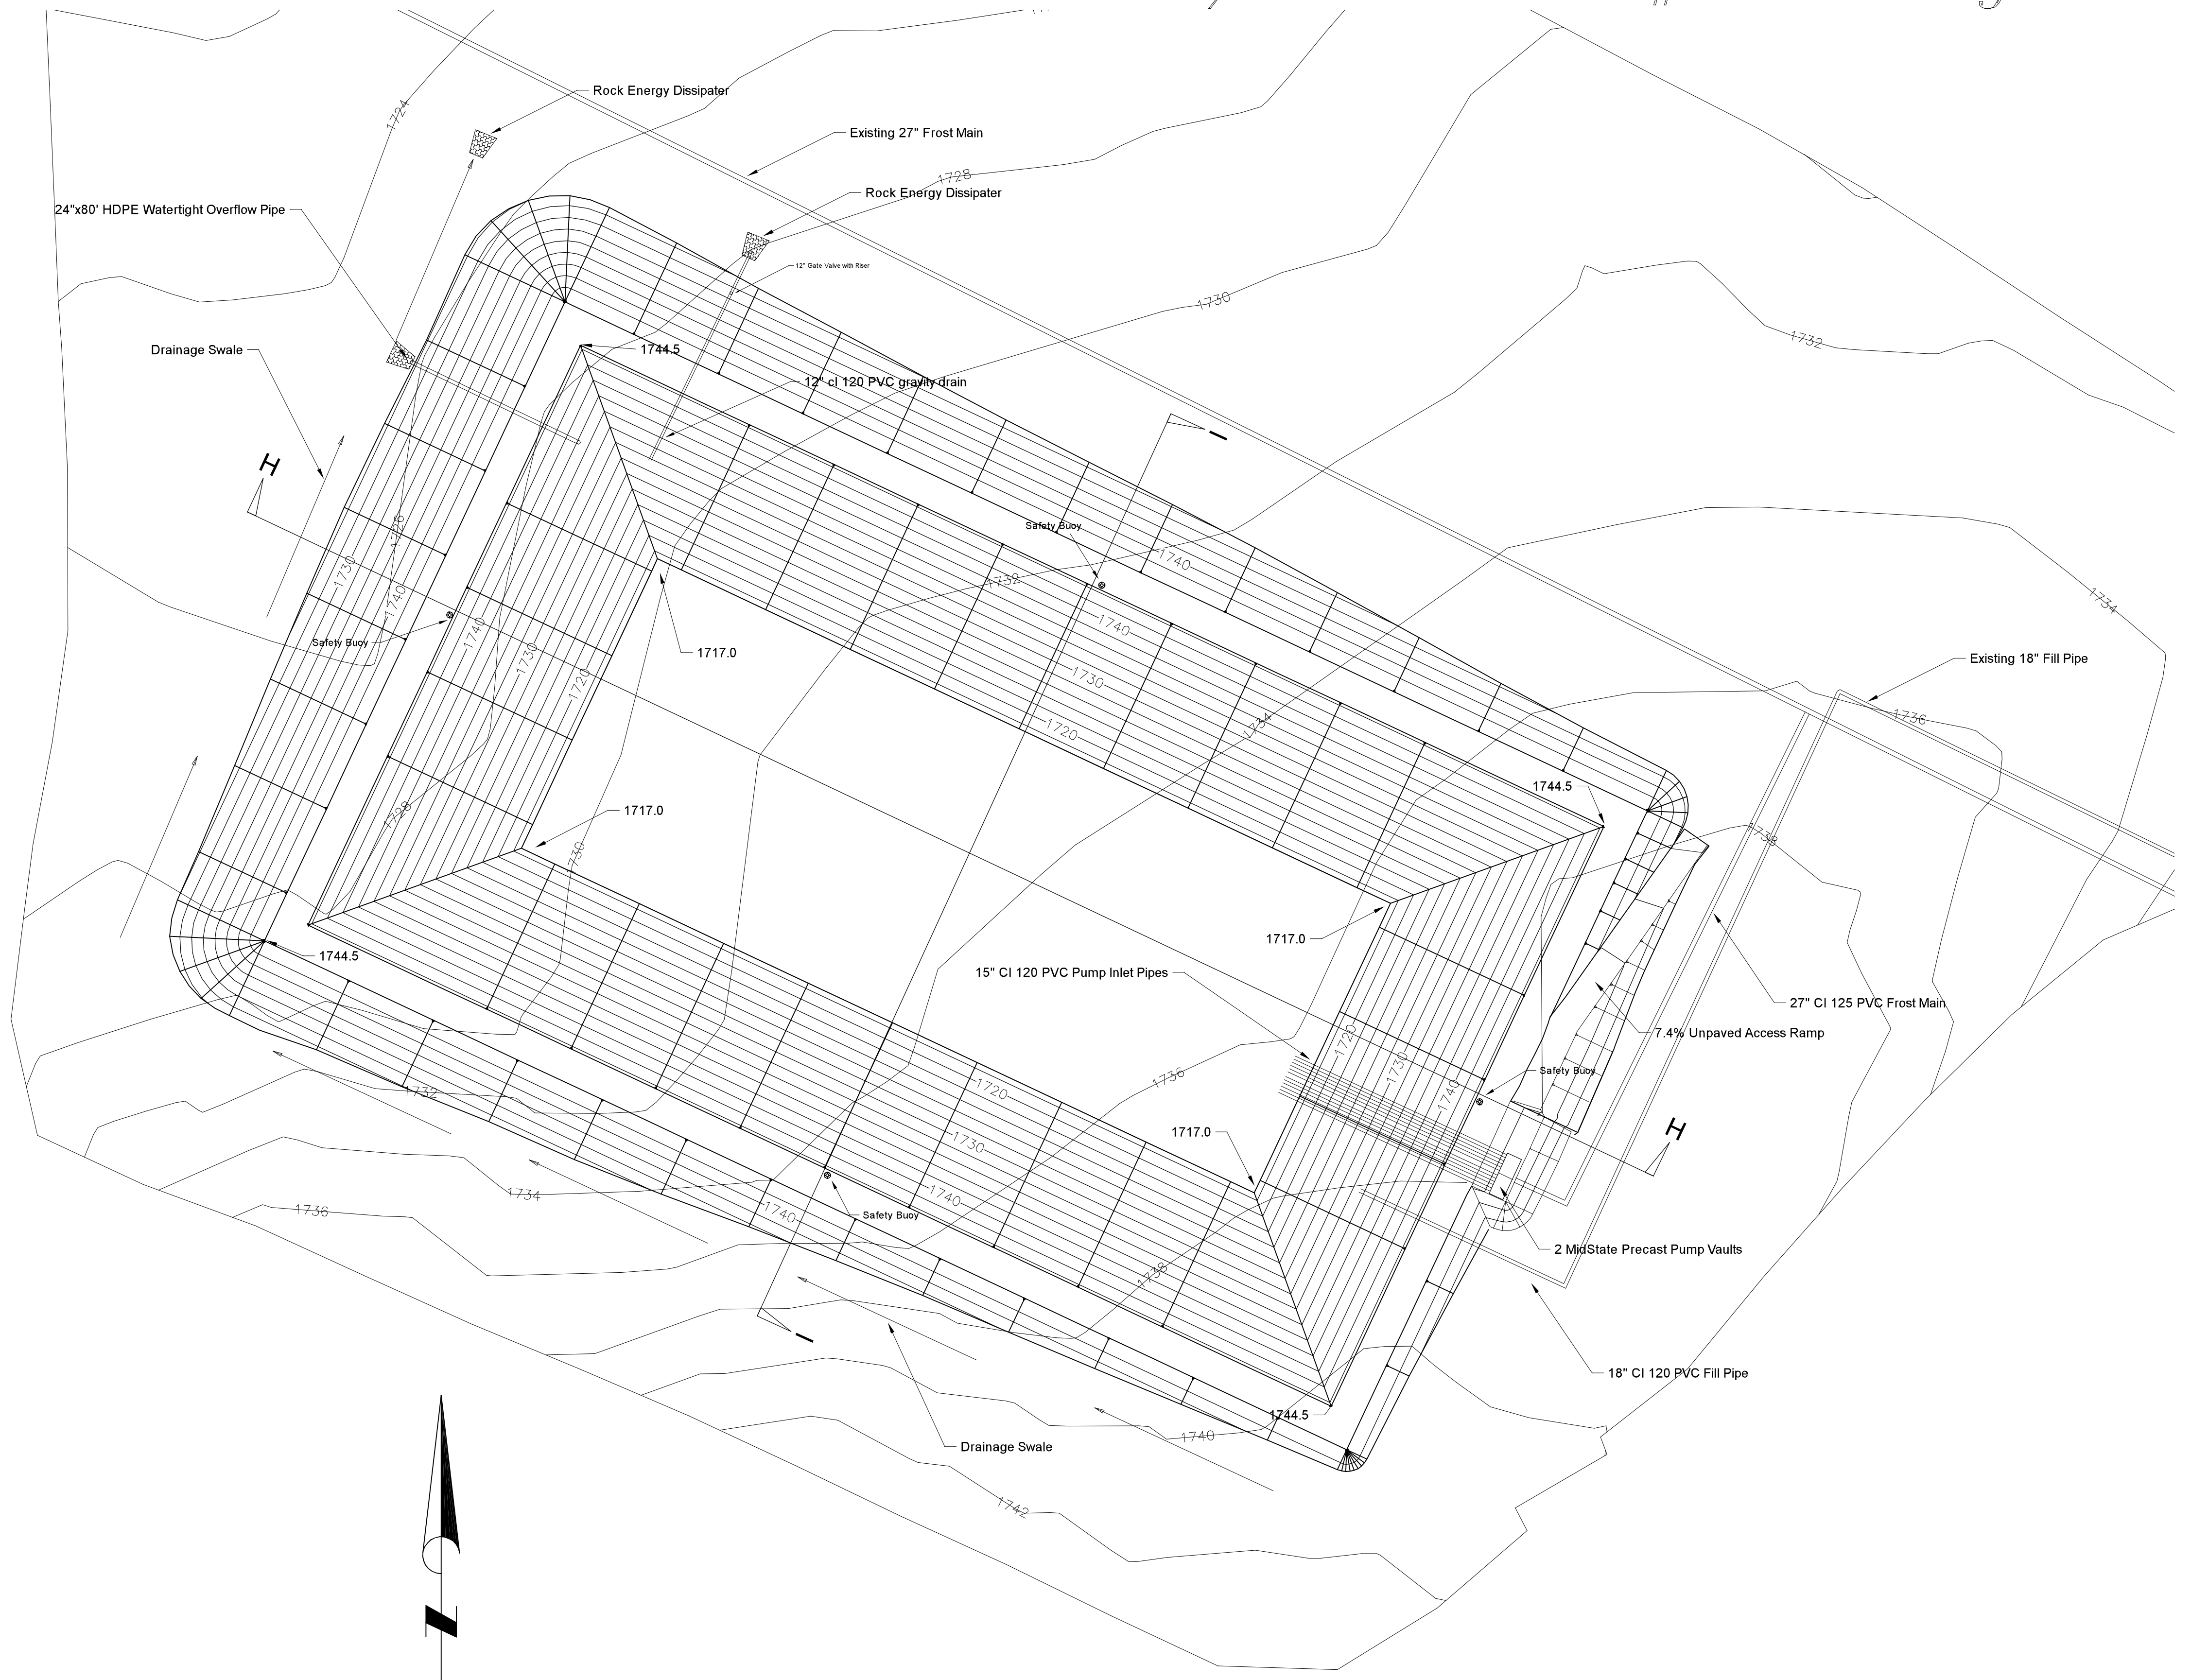 Rock Energy Dissipater
1724
Existing 27" Frost Main
1728
Rock Energy Dissipater
24"x80' HDPE Watertight Overflow Pipe
12" Gate Valve with Riser
1730
1732
Drainage Swale
1744.5
12" cl 120 PVC gravity drain
H
I
1726
Safety Buoy
1740
1732
1730
1740
1734
1740
1740
Safety Buoy
1730
1717.0
Existing 18" Fill Pipe
1730
1720
1736
1734
1720
1744.5
1728
1717.0
1738
730
1717.0
1744.5
15" Cl 120 PVC Pump Inlet Pipes
27" Cl 125 PVC Frost Main
7.4% Unpaved Access Ramp
1720
1730
1740
Safety Buoy
1736
1732
1720
H
1717.0
1730
1734
1740
1736
1740
Safety Buoy
2 MidState Precast Pump Vaults
1738
I
18" Cl 120 PVC Fill Pipe
1744.5
1740
Drainage Swale
1742
N